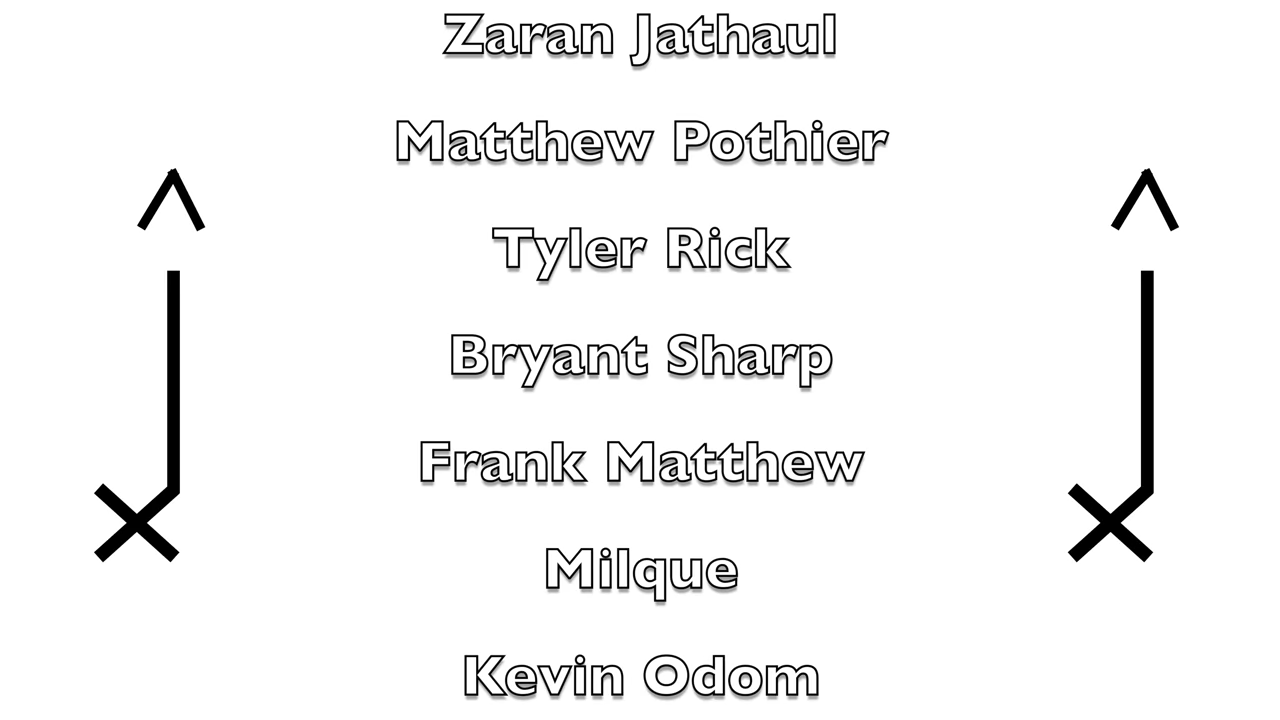 Zaran Jathaul
Matthew Pothier
Tyler Rick
Bryant Sharp
Frank Matthew
Milque
Kevin Odom